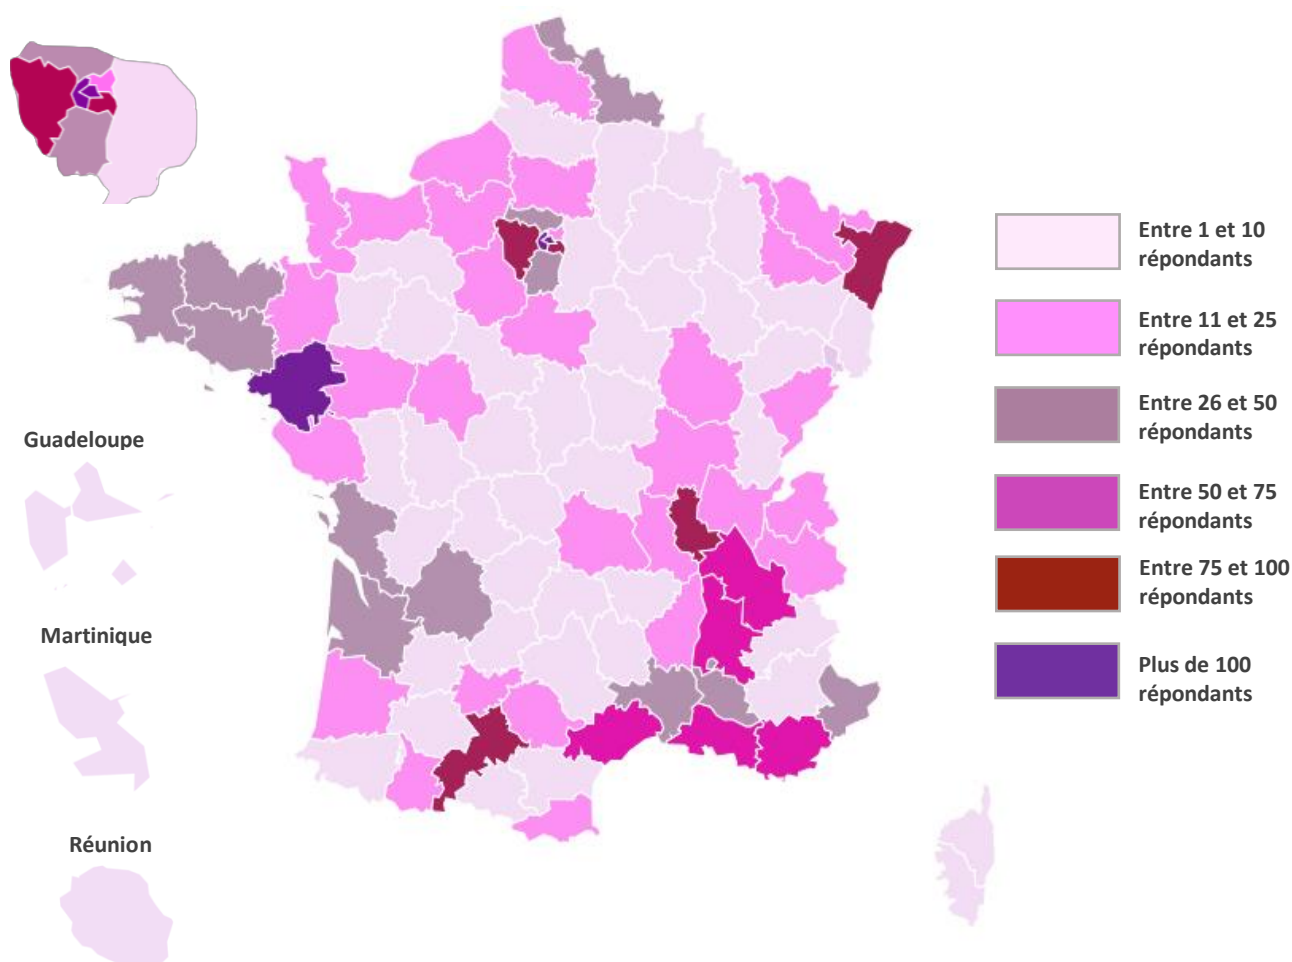 Entre 1 et 10
répondants
Entre 11 et 25
répondants
Entre 26 et 50
répondants
Entre 50 et 75
répondants
Entre 75 et 100
répondants
Plus de 100
répondants
Guadeloupe
Martinique
Réunion